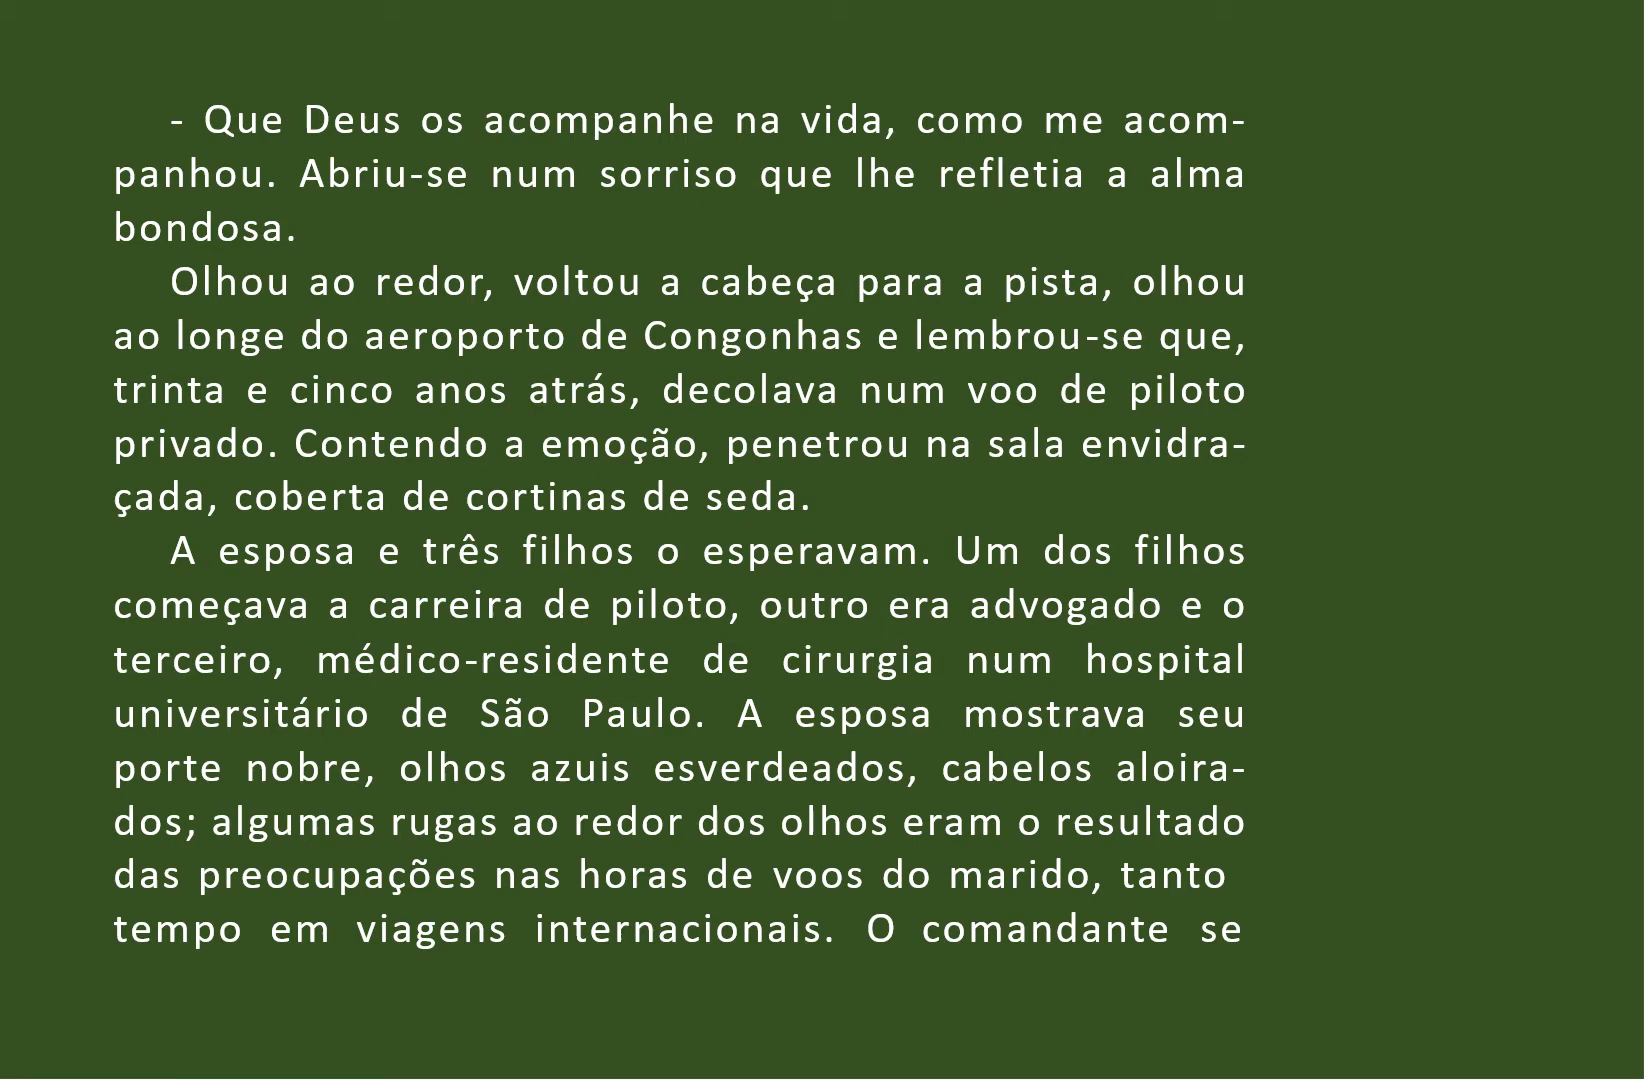 - Que Deus os acompanhe na vida, como me acom-
panhou. Abriu-se num sorriso que lhe refletia a alma
bondosa.
Olhou ao redor, voltou a cabeça para a pista, olhou
ao longe do aeroporto de Congonhas e lembrou-se que,
trinta e cinco anos atrás, decolava num voo de piloto
privado. Contendo a emoção, penetrou na sala envidra-
çada, coberta de cortinas de seda.
A esposa e três filhos o esperavam. Um dos filhos
começava a carreira de piloto, outro era advogado e o
terceiro, médico-residente de cirurgia num hospital
universitário de São Paulo. A esposa mostrava seu
porte nobre, olhos azuis esverdeados, cabelos aloira-
dos; algumas rugas ao redor dos olhos eram o resultado
das preocupações nas horas de voos do marido, tanto
tempo em viagens internacionais. O comandante se